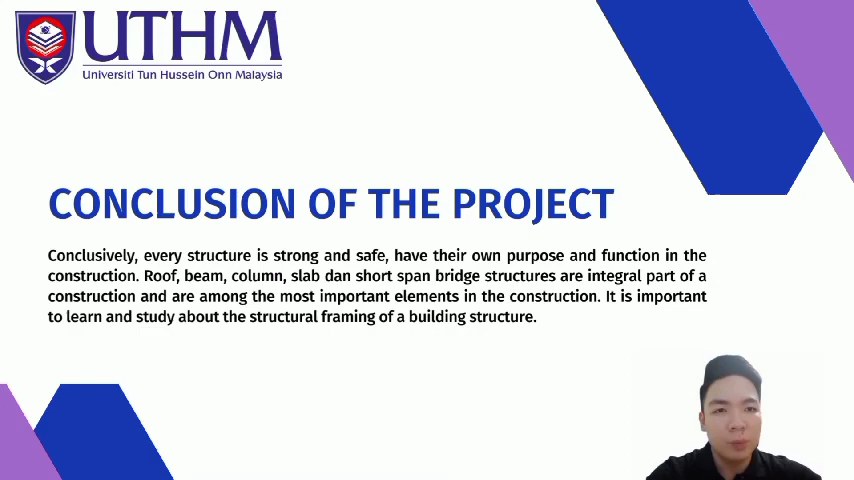 UTHM
Universiti Tun Hussein Onn Malaysia
CONCLUSION OF THE PROJECT
Conclusively, every structure is strong and safe, have their own purpose and function in the
construction. Roof, beam, column, slab dan short span bridge structures are integral part of a
construction and are among the most important elements in the construction. It is important
to learn and study about the structural framing of a building structure.